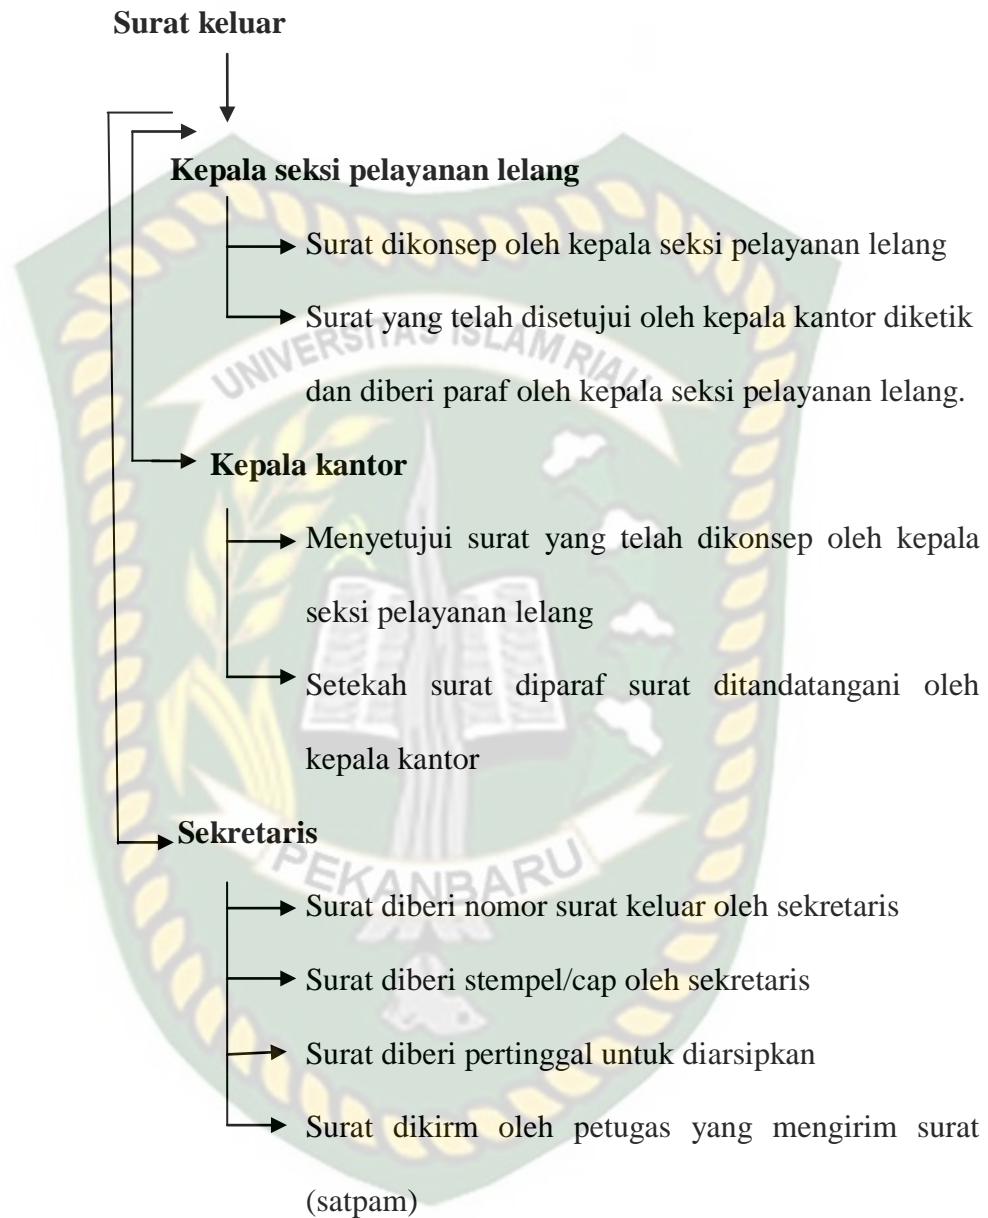 Surat keluar
Kepala seksi pelayanan lelang
Surat dikonsep oleh kepala seksi pelayanan lelang
Surat yang telah disetujui oleh kepala kantor diketik
UNIVERSITAS ISLAM RIAU
dan diberi paraf oleh kepala seksi pelayanan lelang.
Kepala kantor
Menyetujui surat yang telah dikonsep oleh kepala
seksi pelayanan lelang
Setekah surat diparaf surat ditandatangani oleh
kepala kantor
Sekretaris
PEKANBARU
Surat diberi nomor surat keluar oleh sekretaris
Surat diberi stempel/cap oleh sekretaris
Surat diberi pertinggal untuk diarsipkan
Surat dikirm oleh petugas yang mengirim surat
(satpam)